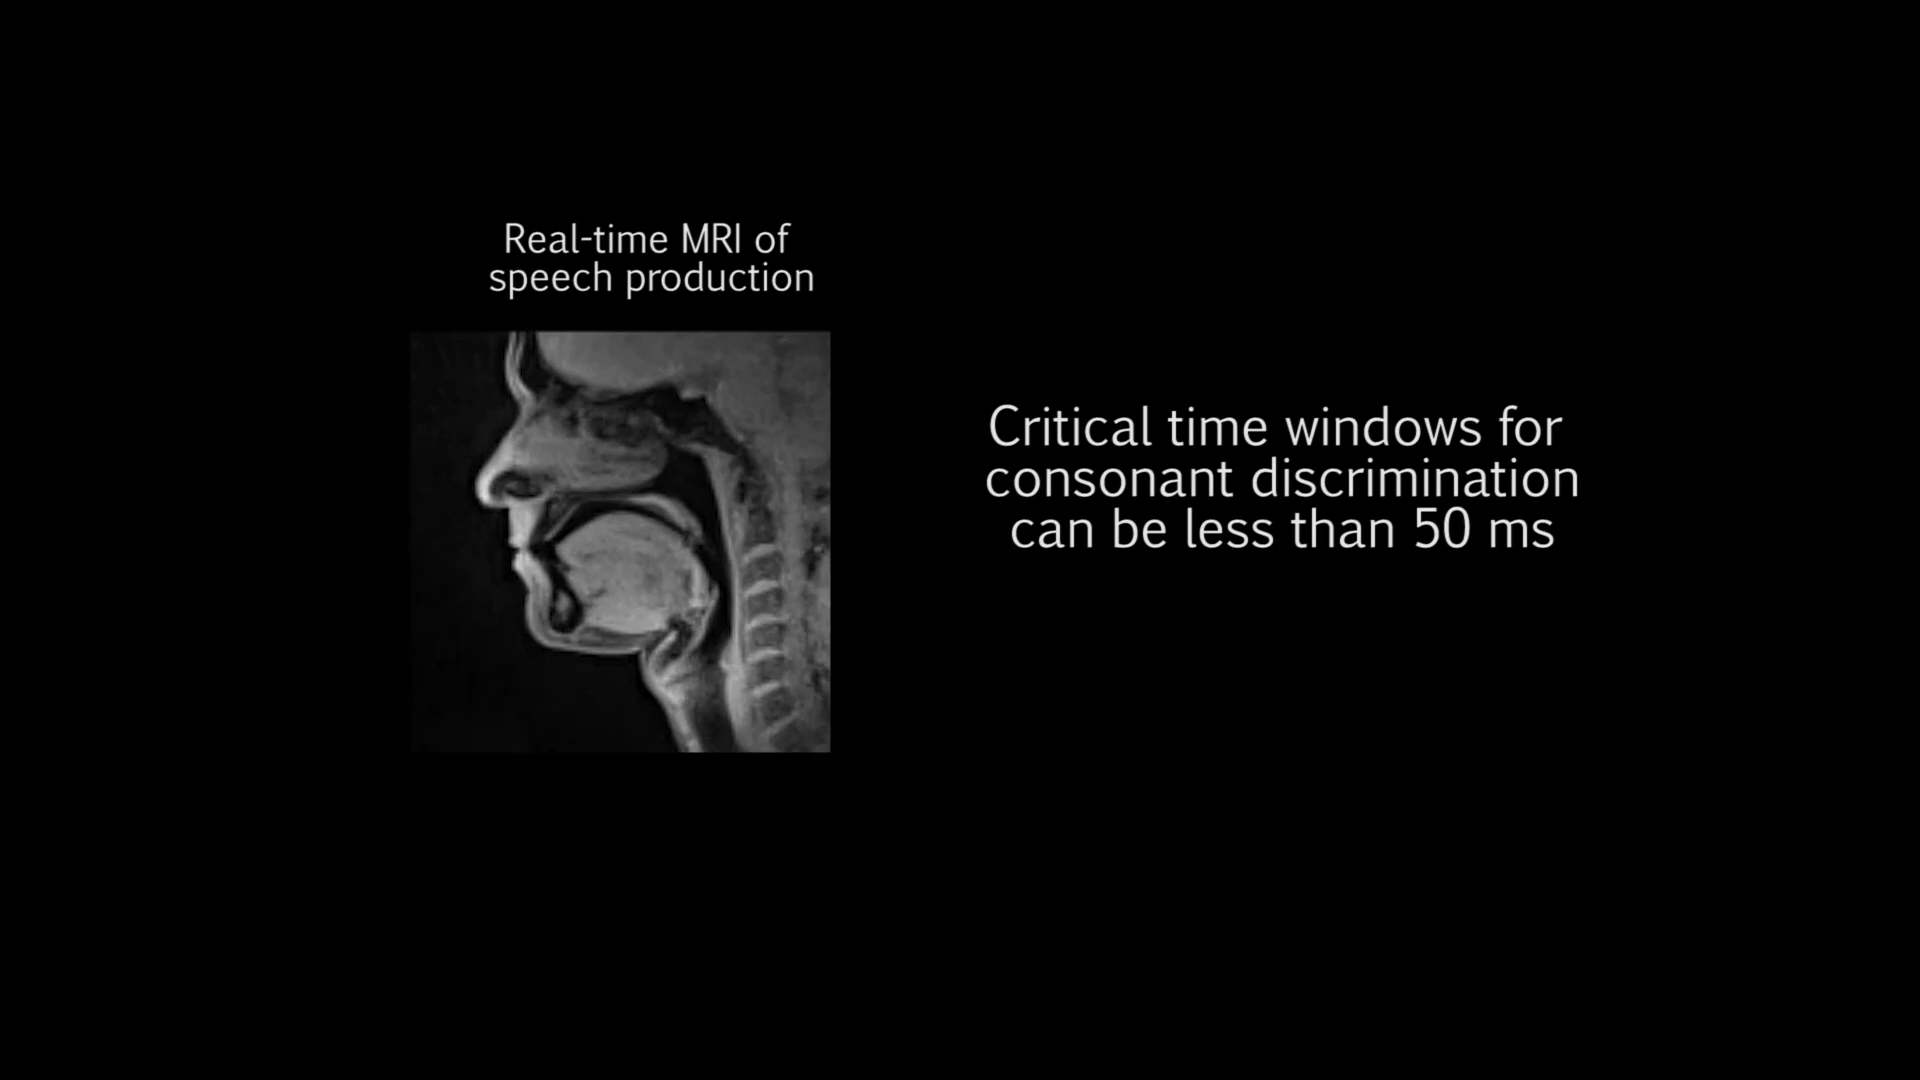 Real-time MRI of
speech production
Critical time windows for
consonant discrimination
can be less than 50 ms